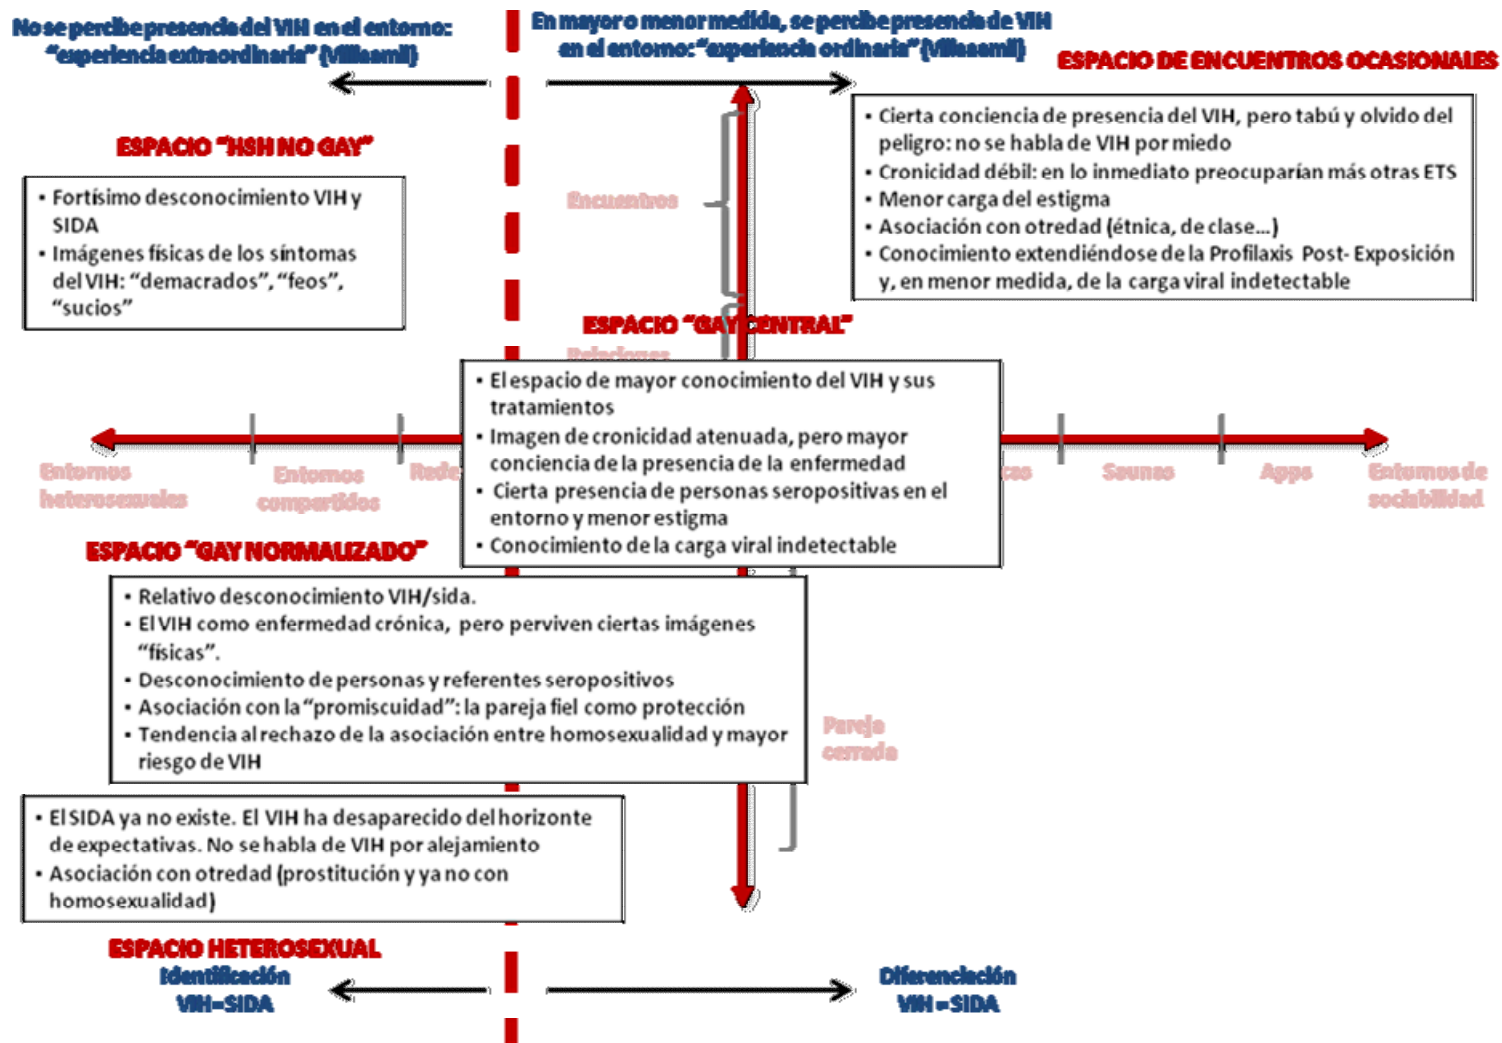 No se percibe presencia del VIH en el entorno:
“experiencia extraordinaria” (Villaamil)
En mayor o menor medida, se percibe presencia de VIH
en el entorno: “experiencia ordinaria” (Villaamil)
ESPACIO DE ENCUENTROS OCASIONALES
▪ Cierta conciencia de presencia del VIH, pero tabú y olvido del
peligro: no se habla de VIH por miedo
▪ Cronicidad débil: en lo inmediato preocuparían más otras ETS
▪ Menor carga del estigma
▪ Asociación con otredad (étnica, de clase...)
▪ Conocimiento extendiéndose de la Profilaxis Post- Exposición
y, en menor medida, de la carga viral indetectable
ESPACIO “HSH NO GAY”
▪ Fortísimo desconocimiento VIH y
SIDA
▪ Imágenes físicas de los síntomas
del VIH: “demacrados”, “feos”,
“sucios”
Encuentros
ESPACIO “GAY CENTRAL”
Relaciones
▪ El espacio de mayor conocimiento del VIH y sus
tratamientos
▪ Imagen de cronicidad atenuada, pero mayor
conciencia de la presencia de la enfermedad
▪ Cierta presencia de personas seropositivas en el
entorno y menor estigma
▪ Conocimiento de la carga viral indetectable
Entornos
heterosexuales
Entornos
compartidos
Rede
cas
Saunas
Apps
Entornos de
sociabilidad
ESPACIO “GAY NORMALIZADO”
▪ Relativo desconocimiento VIH/sida.
▪ El VIH como enfermedad crónica, pero perviven ciertas imágenes
“físicas”.
▪ Desconocimiento de personas y referentes seropositivos
▪ Asociación con la “promiscuidad”: la pareja fiel como protección
▪ Tendencia al rechazo de la asociación entre homosexualidad y mayor
riesgo de VIH
Pareja
cerrada
▪ El SIDA ya no existe. El VIH ha desaparecido del horizonte
de expectativas. No se habla de VIH por alejamiento
▪ Asociación con otredad (prostitución y ya no con
homosexualidad)
ESPACIO HETEROSEXUAL
Identificación
VIH=SIDA
Diferenciación
VIH – SIDA